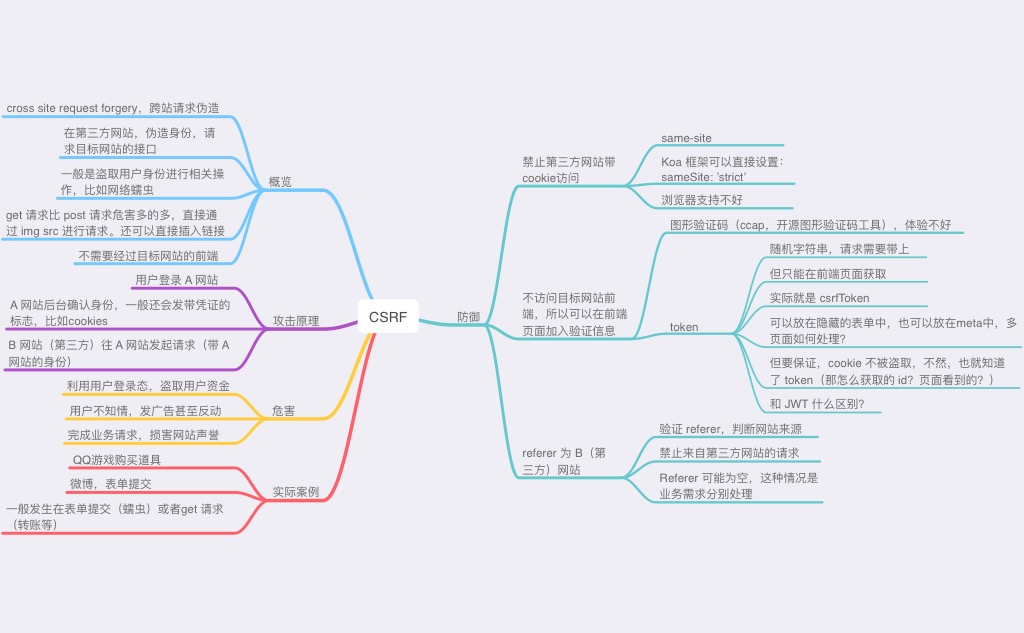 CSRF
概览
cross site request forgery，跨站请求伪造
在第三方网站，伪造身份，请
求目标网站的接口
一般是盗取用户身份进行相关操
作，比如网络蠕虫
get 请求比 post 请求危害多的多，直接通
过 img src 进行请求。还可以直接插入链接
不需要经过目标网站的前端
攻击原理
用户登录 A 网站
A 网站后台确认身份，一般还会发带凭证的
标志，比如cookies
B 网站（第三方）往 A 网站发起请求（带 A
网站的身份）
危害
利用用户登录态，盗取用户资金
用户不知情，发广告甚至反动
完成业务请求，损害网站声誉
实际案例
QQ游戏购买道具
微博，表单提交
一般发生在表单提交（蠕虫）或者get 请求
（转账等）
防御
禁止第三方网站带
cookie访问
same-site
Koa 框架可以直接设置：
sameSite: 'strict'
浏览器支持不好
不访问目标网站前
端，所以可以在前端
页面加入验证信息
图形验证码（ccap，开源图形验证码工具），体验不好
token
随机字符串，请求需要带上
但只能在前端页面获取
实际就是 csrfToken
可以放在隐藏的表单中，也可以放在meta中，多
页面如何处理？
但要保证，cookie 不被盗取，不然，也就知道
了 token（那怎么获取的 id？页面看到的？）
和 JWT 什么区别？
referer 为 B（第
三方）网站
验证 referer，判断网站来源
禁止来自第三方网站的请求
Referer 可能为空，这种情况是
业务需求分别处理